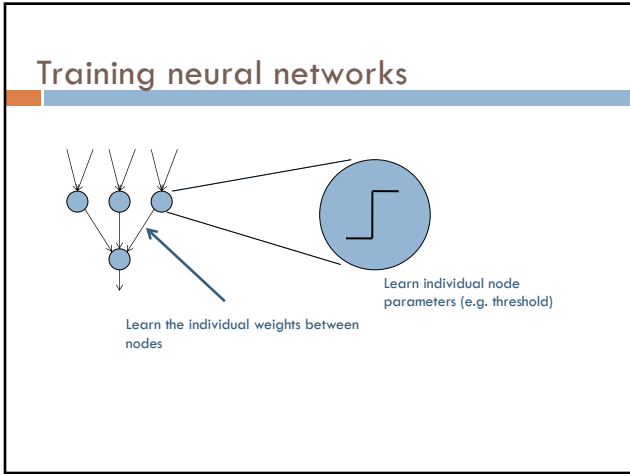 Training neural networks
Learn individual node
parameters (e.g. threshold)
Learn the individual weights between
nodes